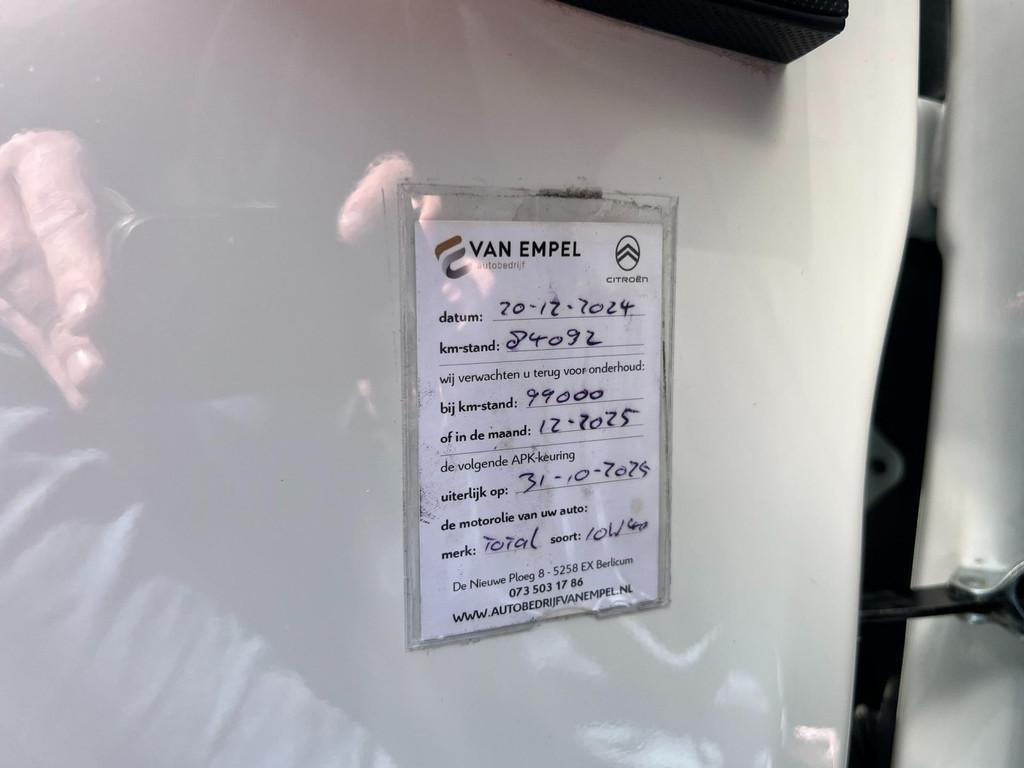 VAN EMPEL
autobedrijf
CITROËN
datum: 20-12-2024
km-stand: 84092
wij verwachten u terug voor onderhoud:
bij km-stand: 99000
of in de maand: 12-2025
de volgende APK-keuring
uiterlijk op: 31-10-2025
de motorolie van uw auto:
merk: Total soort: 10W40
De Nieuwe Ploeg 8 - 5258 EX Berlicum
073 503 17 86
WWW.AUTOBEDRIJFVANEMPEL.NL